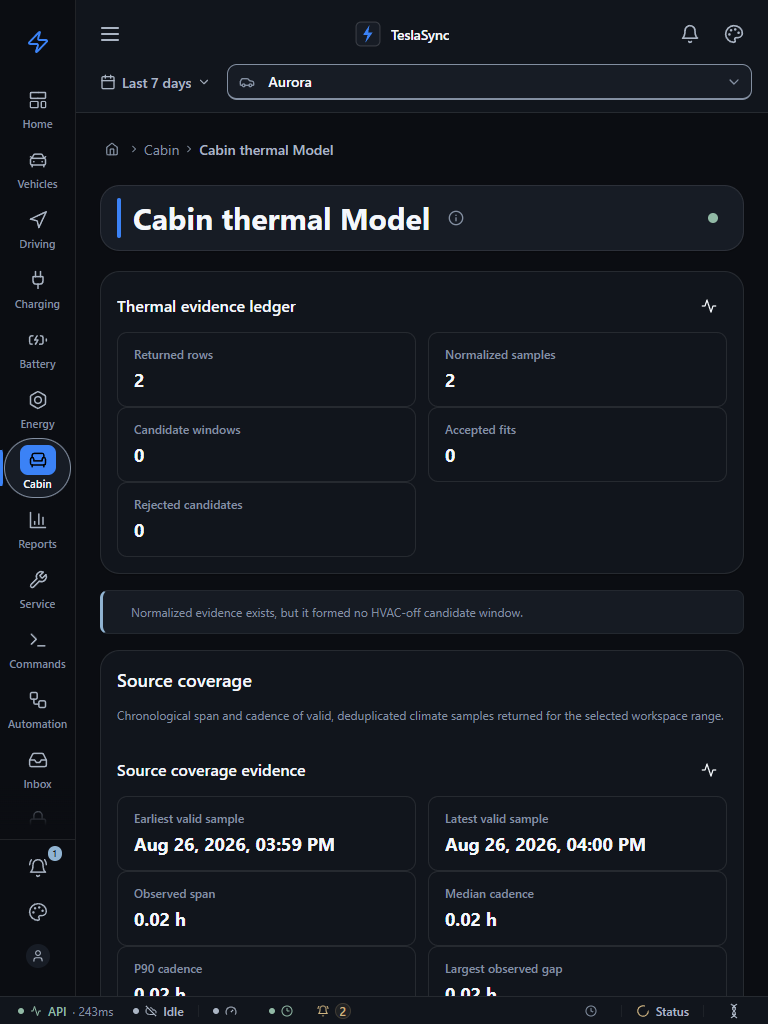 TeslaSync
Last 7 days
Aurora
Home
Vehicles
Driving
Charging
Battery
Energy
Cabin
Reports
Service
Commands
Automation
Inbox
1
Cabin
Cabin thermal Model
Cabin thermal Model
Thermal evidence ledger
Returned rows
2
Normalized samples
2
Candidate windows
0
Accepted fits
0
Rejected candidates
0
Normalized evidence exists, but it formed no HVAC-off candidate window.
Source coverage
Chronological span and cadence of valid, deduplicated climate samples returned for the selected workspace range.
Source coverage evidence
Earliest valid sample
Aug 26, 2026, 03:59 PM
Latest valid sample
Aug 26, 2026, 04:00 PM
Observed span
0.02 h
Median cadence
0.02 h
P90 cadence
0.02 h
Largest observed gap
0.02 h
API · 243ms
Idle
2
Status